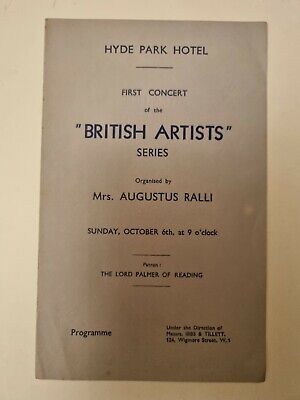 HYDE PARK HOTEL
FIRST CONCERT
of the
"BRITISH ARTISTS"
SERIES
Organised by
Mrs. AUGUSTUS RALLI
SUNDAY, OCTOBER 6th, at 9 o'clock
Patron:
THE LORD PALMER OF READING
Programme
Under the Direction of
Messrs. IBBS & TILLETT,
124, Wigmore Street, W.1